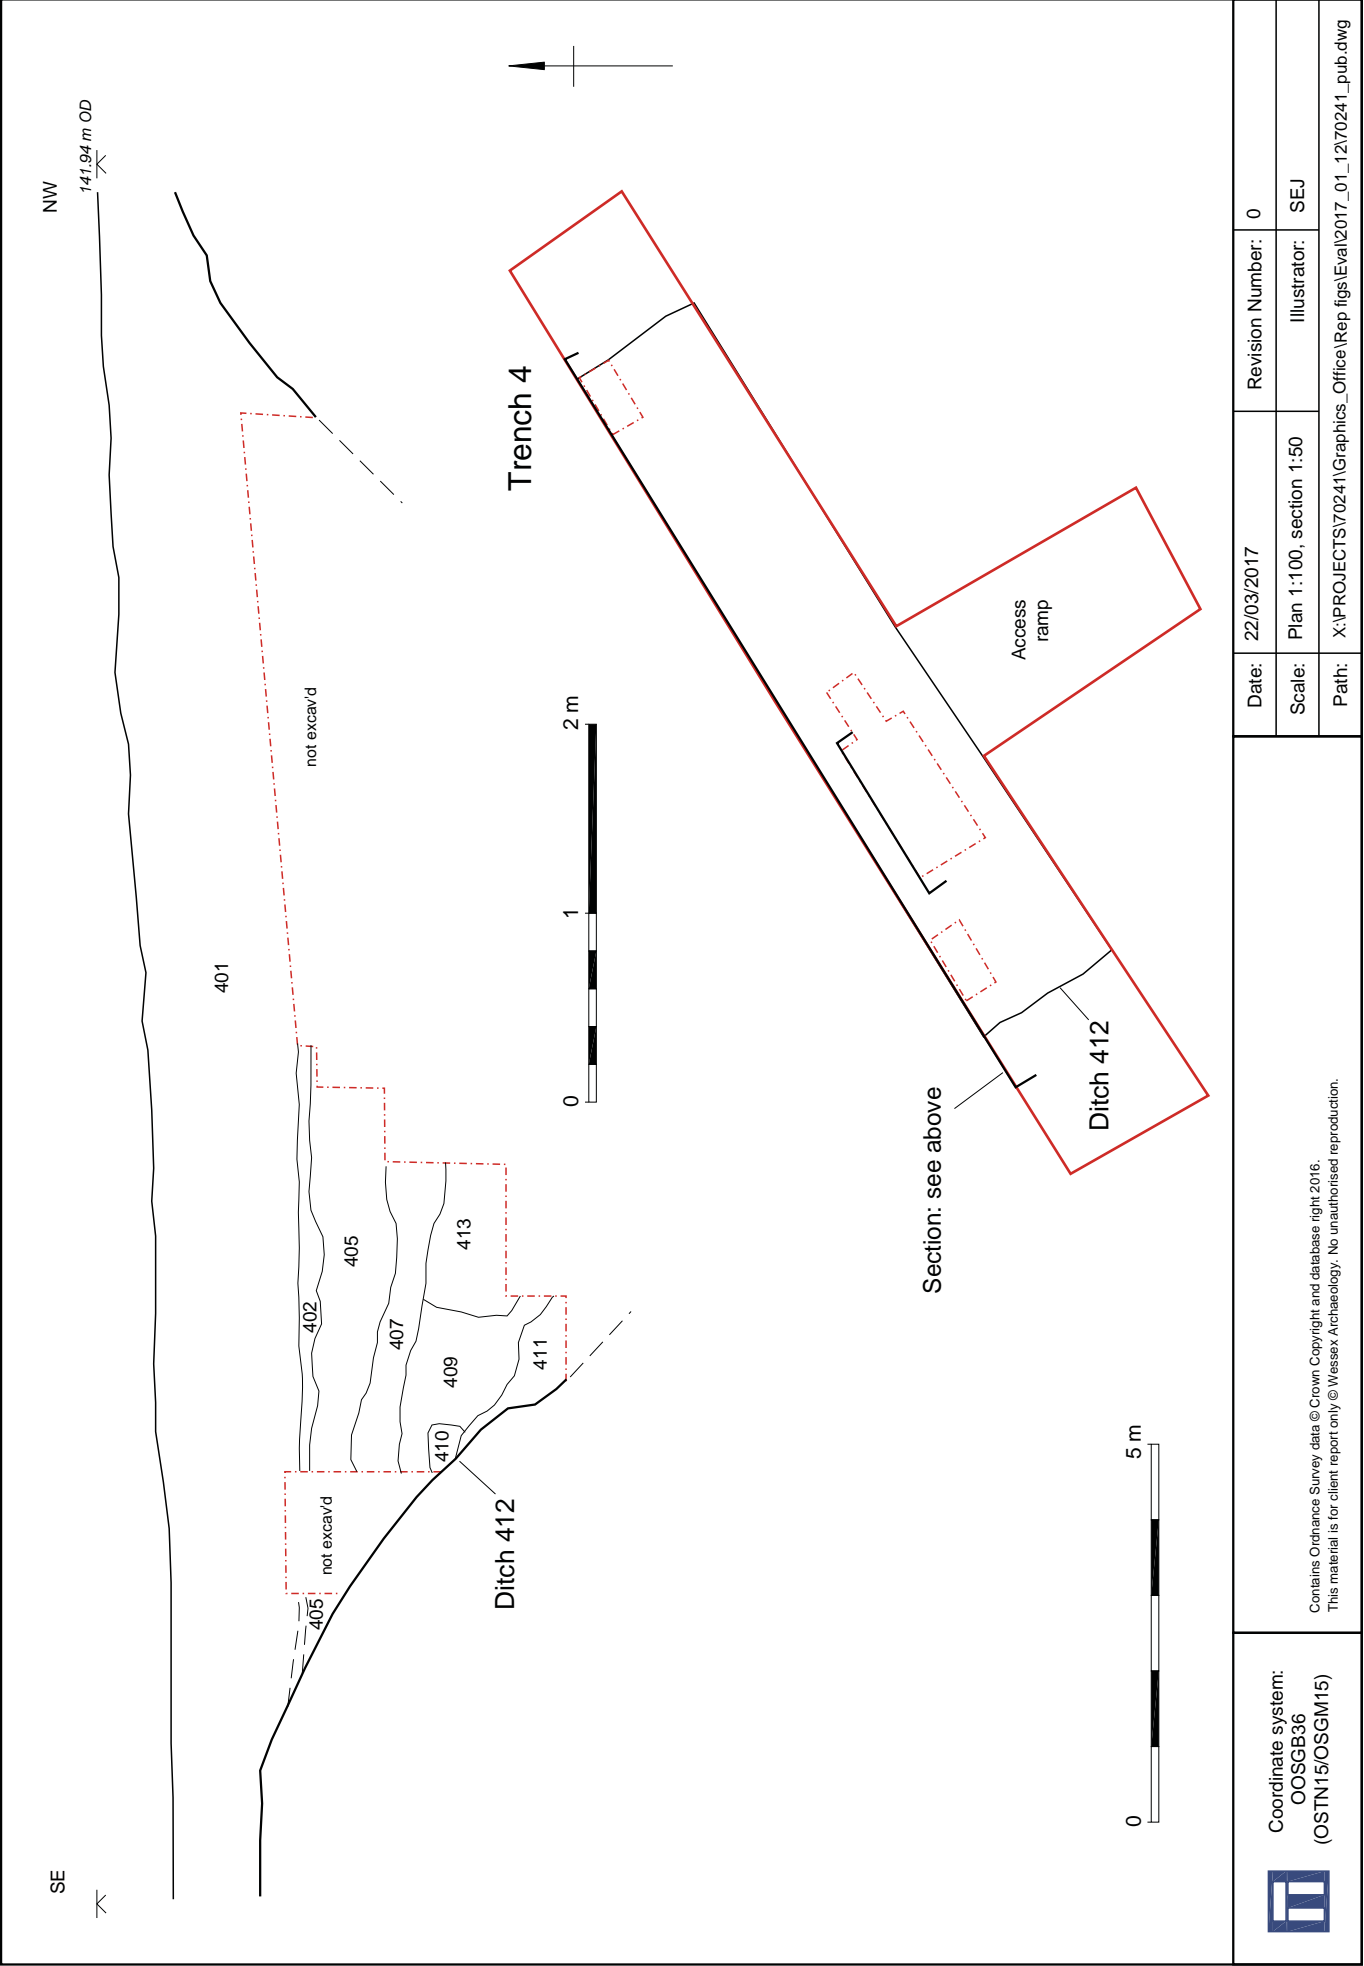 SE
NW
141.94 m OD
401
not excav'd
402
405
405
407
413
409
411
410
not excav'd
Ditch 412
0 1 2 m
Trench 4
Section: see above
Access
ramp
Ditch 412
0 5 m
Coordinate system:
OOSGB36
(OSTN15/OSGM15)
Contains Ordnance Survey data © Crown Copyright and database right 2016.
This material is for client report only © Wessex Archaeology. No unauthorised reproduction.
Date: 22/03/2017 Revision Number: 0
Scale: Plan 1:100, section 1:50 Illustrator: SEJ
Path: X:\PROJECTS\70241\Graphics_Office\Rep figs\Eval\2017_01_12\70241_pub.dwg